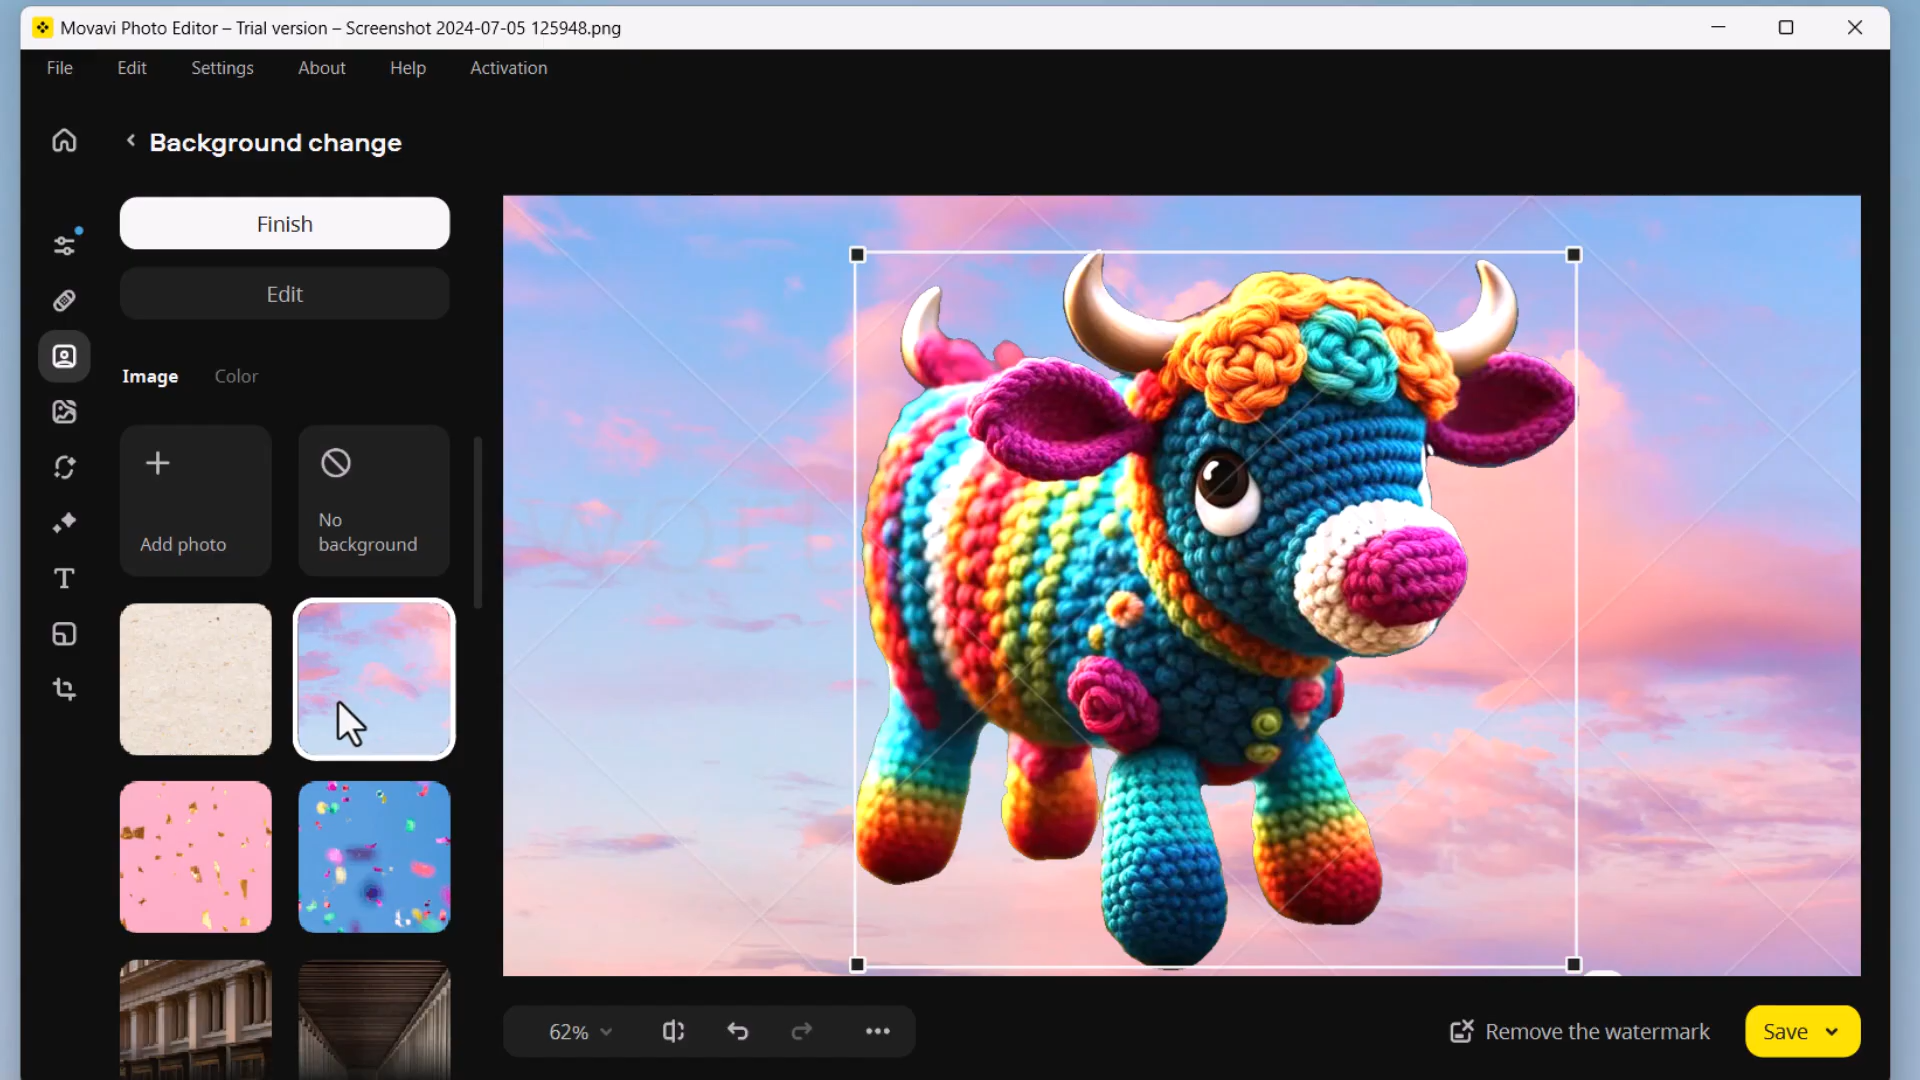 Movavi Photo Editor – Trial version – Screenshot 2024-07-05 125948.png
File Edit Settings About Help Activation
Background change
Finish
Edit
Image Color
Add photo
No
background
62%
Remove the watermark
Save